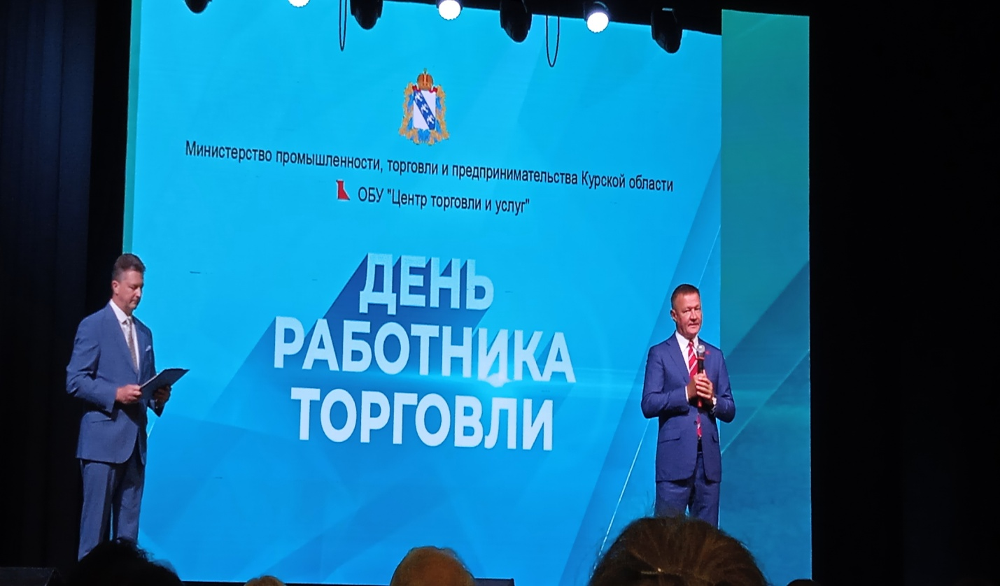 Министерство промышленности, торговли и предпринимательства Курской области
ОБУ "Центр торговли и услуг"
ДЕНЬ
РАБОТНИКА
ТОРГОВЛИ